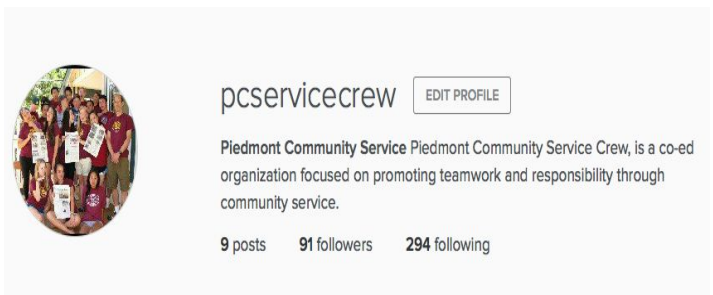 pcservicecrew EDIT PROFILE
Piedmont Community Service Piedmont Community Service Crew, is a co-ed
organization focused on promoting teamwork and responsibility through
community service.
9 posts 91 followers 294 following